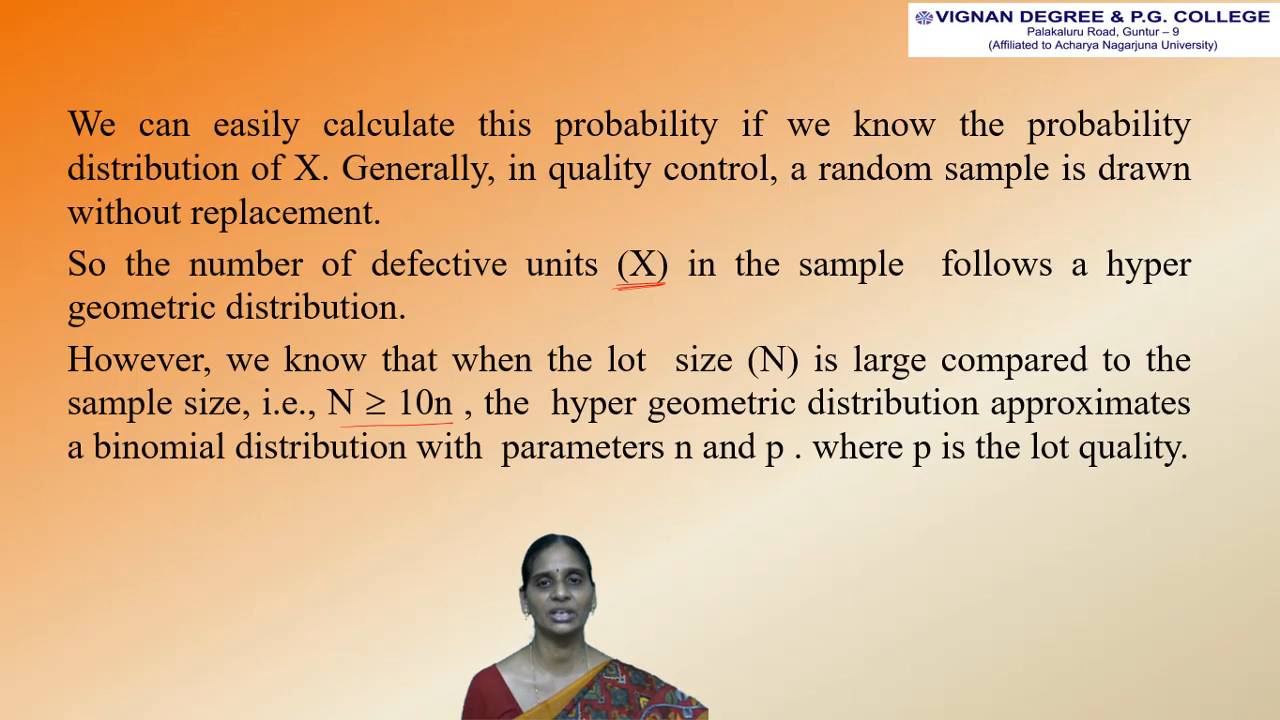 VIGNAN DEGREE & P.G. COLLEGE
Palakaluru Road, Guntur – 9
(Affiliated to Acharya Nagarjuna University)
We can easily calculate this probability if we know the probability
distribution of X. Generally, in quality control, a random sample is drawn
without replacement.
So the number of defective units (X) in the sample follows a hyper
geometric distribution.
However, we know that when the lot size (N) is large compared to the
sample size, i.e., N ≥ 10n , the hyper geometric distribution approximates
a binomial distribution with parameters n and p . where p is the lot quality.